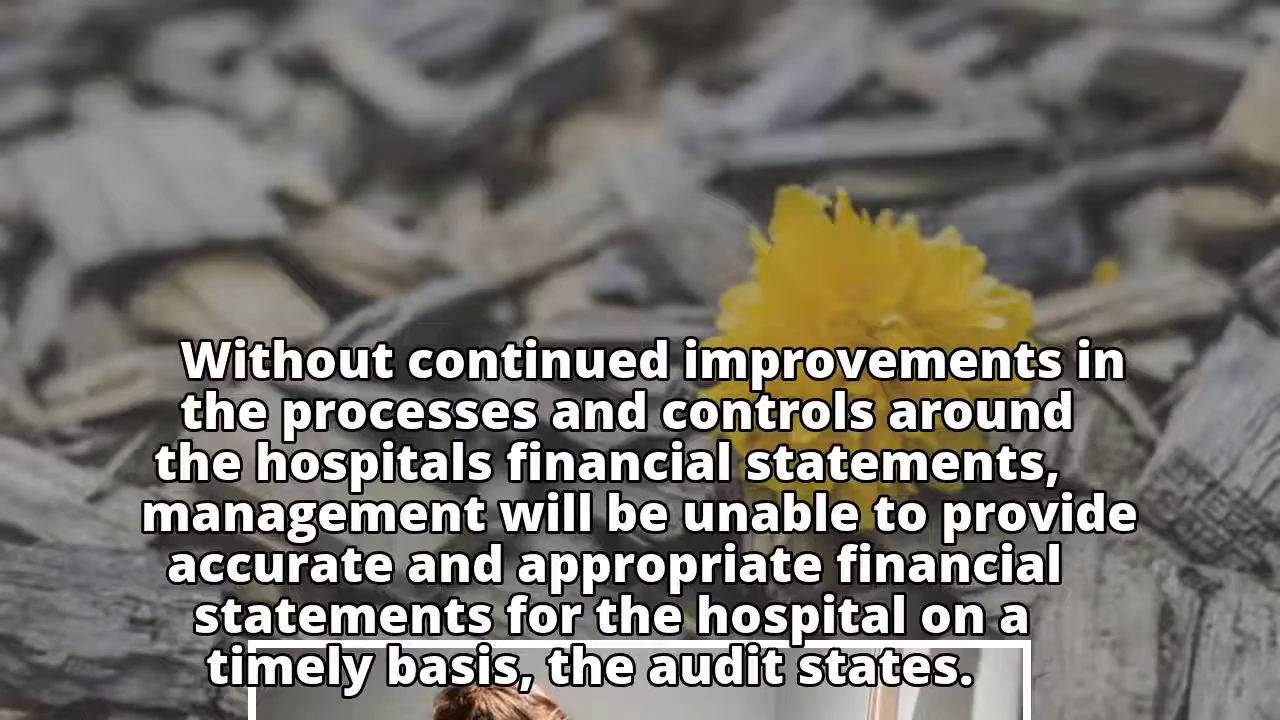 Without continued improvements in
the processes and controls around
the hospitals financial statements,
management will be unable to provide
accurate and appropriate financial
statements for the hospital on a
timely basis, the audit states.